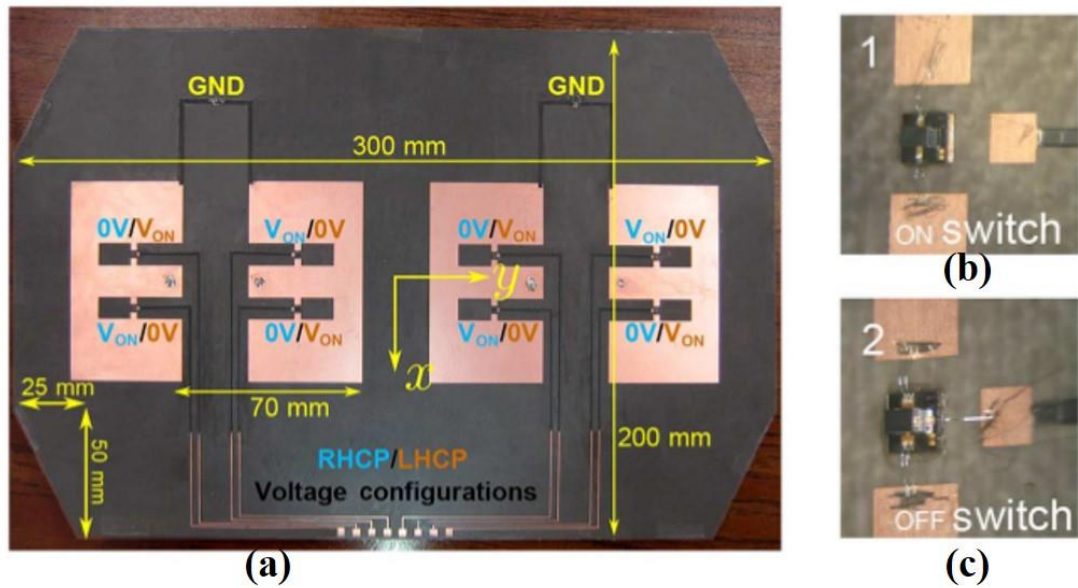 GND
GND
300 mm
0V/VON
VON/0V
0V/VON
VON/0V
y
VON/0V
0V/VON
VON/0V
0V/VON
x
25 mm
70 mm
50 mm
200 mm
RHCP/LHCP
Voltage configurations
(a)
1
ON switch
(b)
2
OFF switch
(c)